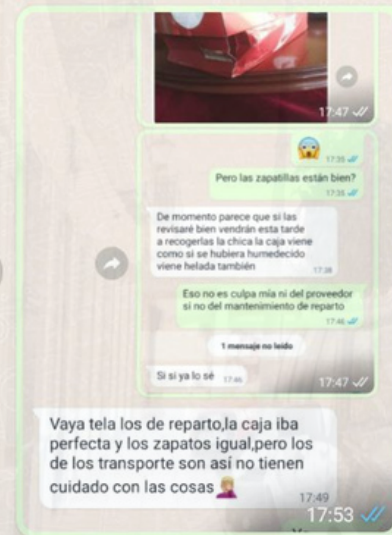 17:47
17:35
Pero las zapatillas están bien?
17:35
De momento parece que si las
revisaré bien vendrán esta tarde
a recogerlas la chica la caja viene
como si se hubiera humedecido
viene helada también
17:38
Eso no es culpa mía ni del proveedor
si no del mantenimiento de reparto
17:46
1 mensaje no leído
Si si ya lo sé 17:46
17:47
Vaya tela los de reparto,la caja iba
perfecta y los zapatos igual,pero los
de los transporte son así no tienen
cuidado con las cosas
17:49
17:53